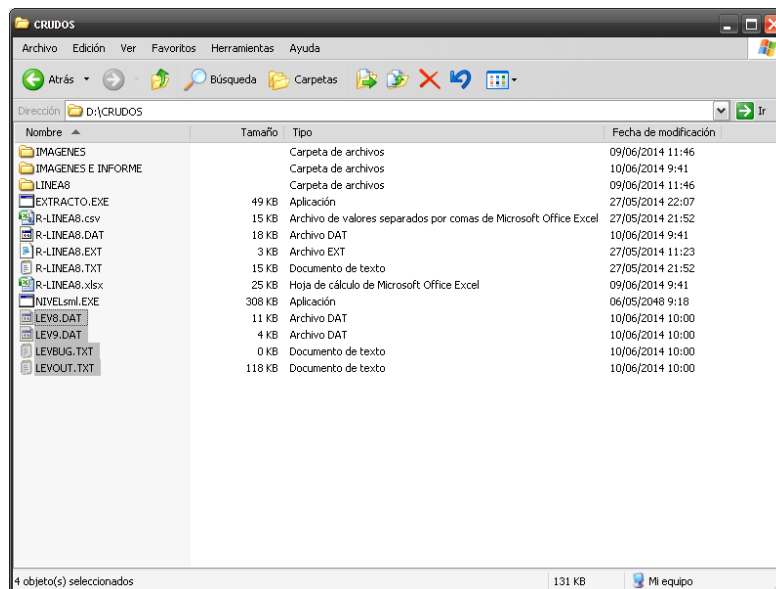 CRUDOS
Archivo Edición Ver Favoritos Herramientas Ayuda
Atrás Búsqueda Carpetas
Dirección D:\CRUDOS Ir
Nombre Tamaño Tipo Fecha de modificación
IMAGENES Carpeta de archivos 09/06/2014 11:46
IMAGENES E INFORME Carpeta de archivos 10/06/2014 9:41
LINEA8 Carpeta de archivos 09/06/2014 11:46
EXTRACTO.EXE 49 KB Aplicación 27/05/2014 22:07
R-LINEA8.csv 15 KB Archivo de valores separados por comas de Microsoft Office Excel 27/05/2014 21:52
R-LINEA8.DAT 18 KB Archivo DAT 10/06/2014 9:41
R-LINEA8.EXT 3 KB Archivo EXT 27/05/2014 11:23
R-LINEA8.TXT 15 KB Documento de texto 27/05/2014 21:52
R-LINEA8.xlsx 25 KB Hoja de cálculo de Microsoft Office Excel 09/06/2014 9:41
NIVELsml.EXE 308 KB Aplicación 06/05/2048 9:18
LEV8.DAT 11 KB Archivo DAT 10/06/2014 10:00
LEV9.DAT 4 KB Archivo DAT 10/06/2014 10:00
LEVBUG.TXT 0 KB Documento de texto 10/06/2014 10:00
LEVOUT.TXT 118 KB Documento de texto 10/06/2014 10:00
4 objeto(s) seleccionados 131 KB Mi equipo